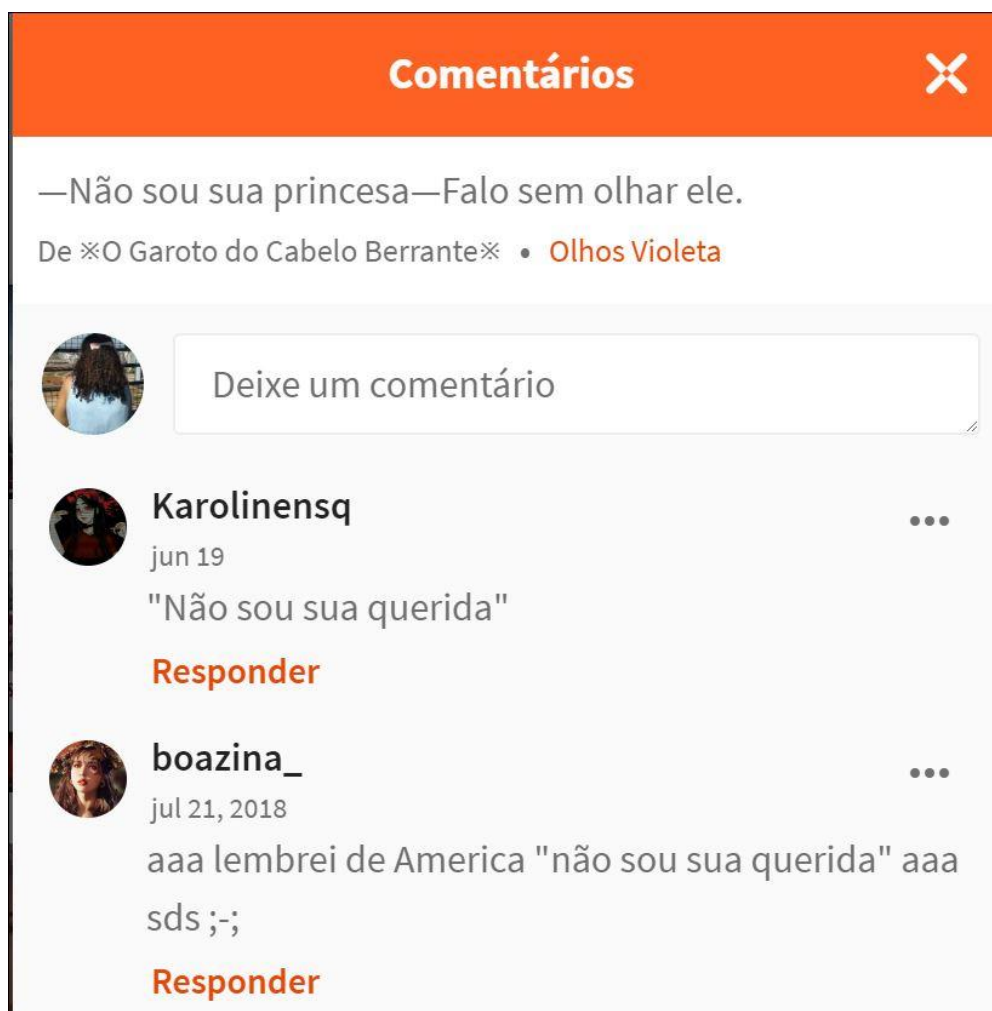 Comentários
—Não sou sua princesa—Falo sem olhar ele.
De ※O Garoto do Cabelo Berrante※ • Olhos Violeta
Deixe um comentário
Karolinensq
jun 19
"Não sou sua querida"
Responder
boazina_
jul 21, 2018
aaa lembrei de America "não sou sua querida" aaa
sds ;-;
Responder